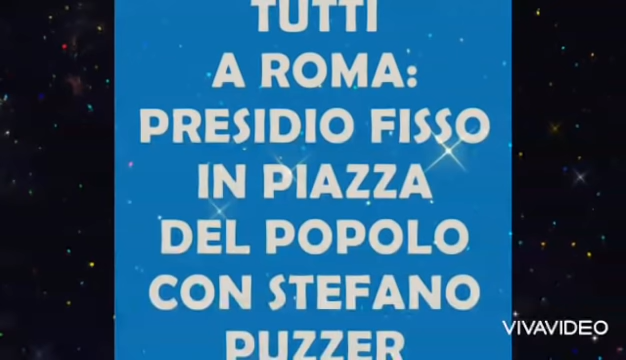 TUTTI
A ROMA:
PRESIDIO FISSO
IN PIAZZA
DEL POPOLO
CON STEFANO
PUZZER
VIVAVIDEO